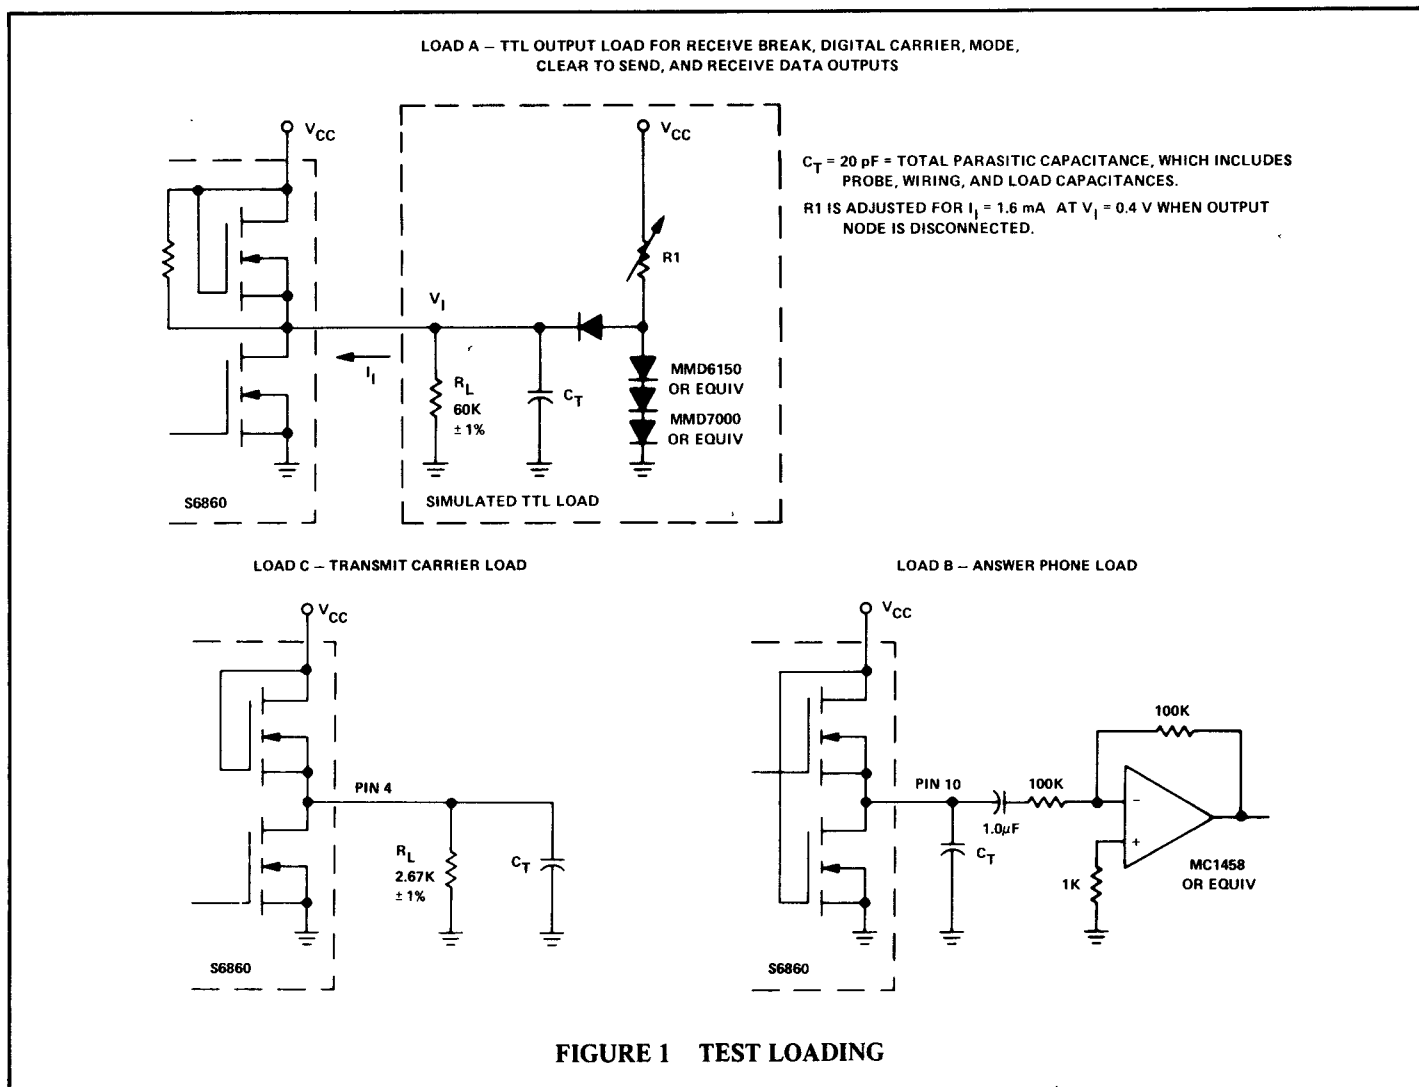 LOAD A – TTL OUTPUT LOAD FOR RECEIVE BREAK, DIGITAL CARRIER, MODE,
CLEAR TO SEND, AND RECEIVE DATA OUTPUTS
VCC
VCC
CT = 20 pF = TOTAL PARASITIC CAPACITANCE, WHICH INCLUDES
PROBE, WIRING, AND LOAD CAPACITANCES.
R1 IS ADJUSTED FOR II = 1.6 mA AT VI = 0.4 V WHEN OUTPUT
NODE IS DISCONNECTED.
R1
VI
II
RL
60K
±1%
CT
MMD6150
OR EQUIV
MMD7000
OR EQUIV
S6860
SIMULATED TTL LOAD
LOAD C – TRANSMIT CARRIER LOAD
VCC
PIN 4
RL
2.67K
±1%
CT
S6860
LOAD B – ANSWER PHONE LOAD
VCC
100K
PIN 10
100K
1.0μF
CT
–
+
1K
MC1458
OR EQUIV
S6860
FIGURE 1 TEST LOADING